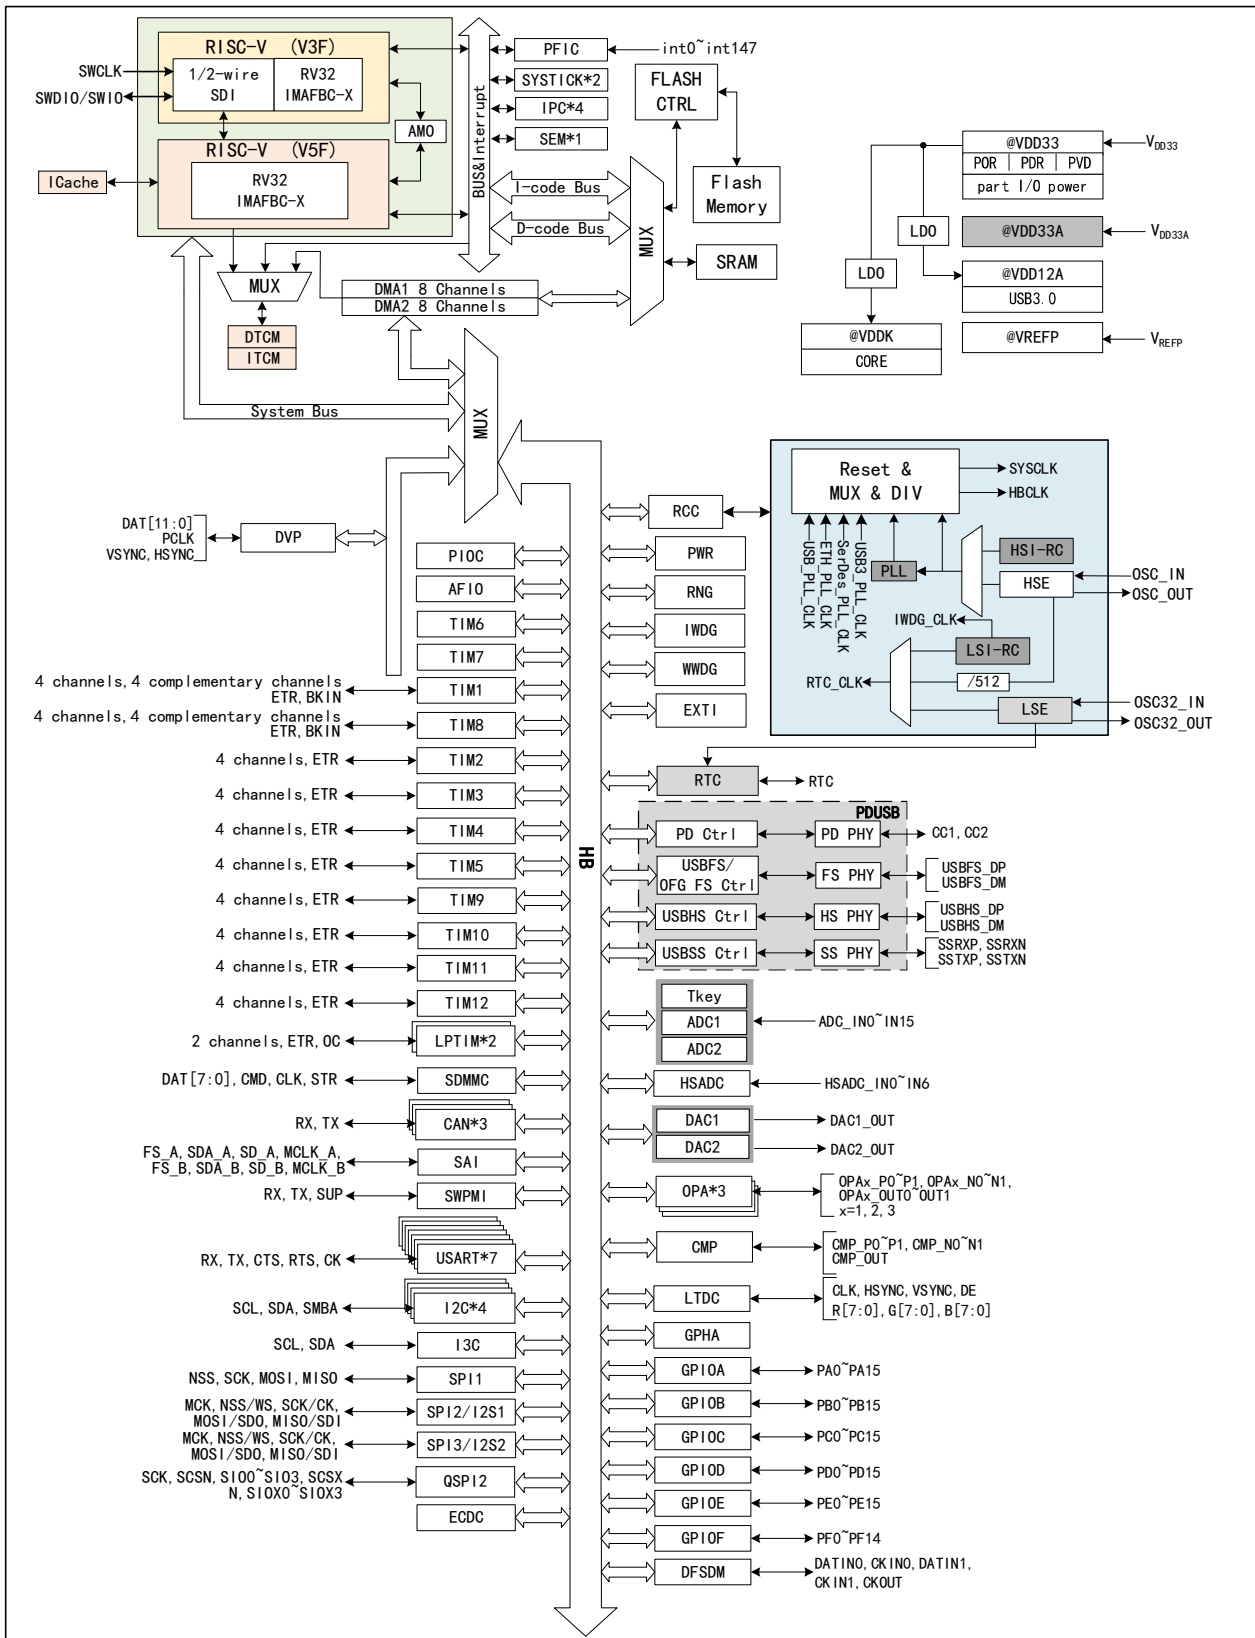 RISC-V (V3F)
SWCLK
SWDIO/SWIO
1/2-wire
SDI
RV32
IMAFBC-X
AMO
RISC-V (V5F)
RV32
IMAFBC-X
ICache
BUS&Interrupt
PFIC
int0~int147
SYSTICK*2
IPC*4
SEM*1
FLASH
CTRL
Flash
Memory
I-code Bus
D-code Bus
MUX
SRAM
MUX
DTCM
ITCM
DMA1 8 Channels
DMA2 8 Channels
System Bus
MUX
@VDD33
POR | PDR | PVD
part I/O power
VDD33
LDO
@VDD33A
VDD33A
LDO
@VDD12A
USB3.0
@VDDK
CORE
@VREFP
VREFP
Reset &
MUX & DIV
SYSCLK
HBCLK
USB_PLL_CLK
ETH_PLL_CLK
SerDes_PLL_CLK
USB3_PLL_CLK
PLL
HSI-RC
HSE
OSC_IN
OSC_OUT
IWDG_CLK
LSI-RC
RTC_CLK
/512
LSE
OSC32_IN
OSC32_OUT
DAT[11:0]
PCLK
VSYNC, HSYNC
DVP
HB
PIOC
AFIO
TIM6
TIM7
4 channels, 4 complementary channels
ETR, BKIN
TIM1
4 channels, 4 complementary channels
ETR, BKIN
TIM8
4 channels, ETR
TIM2
4 channels, ETR
TIM3
4 channels, ETR
TIM4
4 channels, ETR
TIM5
4 channels, ETR
TIM9
4 channels, ETR
TIM10
4 channels, ETR
TIM11
4 channels, ETR
TIM12
2 channels, ETR, OC
LPTIM*2
DAT[7:0], CMD, CLK, STR
SDMMC
RX, TX
CAN*3
FS_A, SDA_A, SD_A, MCLK_A,
FS_B, SDA_B, SD_B, MCLK_B
SAI
RX, TX, SUP
SWPMI
RX, TX, CTS, RTS, CK
USART*7
SCL, SDA, SMBA
I2C*4
SCL, SDA
I3C
NSS, SCK, MOSI, MISO
SPI1
MCK, NSS/WS, SCK/CK,
MOSI/SDO, MISO/SDI
SPI2/I2S1
MCK, NSS/WS, SCK/CK,
MOSI/SDO, MISO/SDI
SPI3/I2S2
SCK, SCSN, SIO0~SIO3, SCSX
N, SIOX0~SIOX3
QSPI2
ECDC
RCC
PWR
RNG
IWDG
WWDG
EXTI
RTC
RTC
PDUSB
PD Ctrl
PD PHY
CC1, CC2
USBFS/
OFG FS Ctrl
FS PHY
USBFS_DP
USBFS_DM
USBHS Ctrl
HS PHY
USBHS_DP
USBHS_DM
USBSS Ctrl
SS PHY
SSRXP, SSRXN
SSTXP, SSTXN
Tkey
ADC1
ADC2
ADC_IN0~IN15
HSADC
HSADC_IN0~IN6
DAC1
DAC1_OUT
DAC2
DAC2_OUT
OPA*3
OPAx_P0~P1, OPAx_N0~N1,
OPAx_OUT0~OUT1
x=1, 2, 3
CMP
CMP_P0~P1, CMP_N0~N1
CMP_OUT
LTDC
CLK, HSYNC, VSYNC, DE
R[7:0], G[7:0], B[7:0]
GPHA
GPIOA
PA0~PA15
GPIOB
PB0~PB15
GPIOC
PC0~PC15
GPIOD
PD0~PD15
GPIOE
PE0~PE15
GPIOF
PF0~PF14
DFSDM
DATIN0, CKIN0, DATIN1,
CKIN1, CKOUT